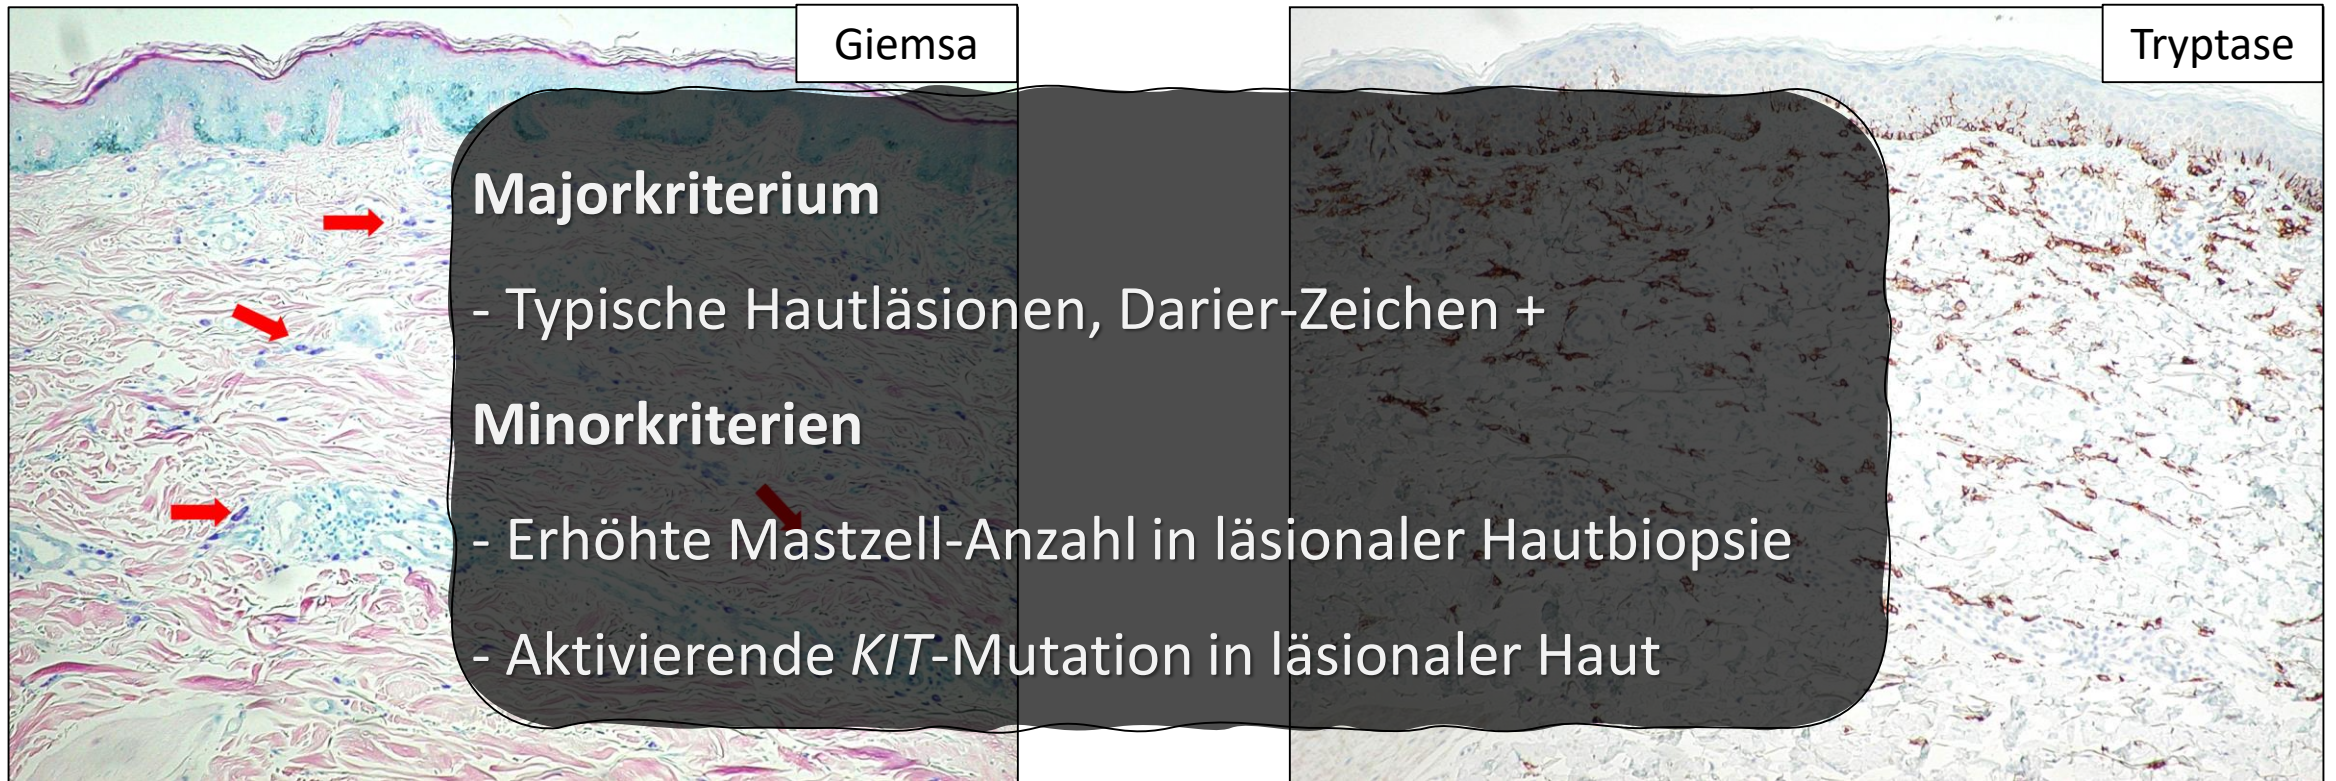 Giemsa
Tryptase
Majorkriterium
- Typische Hautläsionen, Darier-Zeichen +
Minorkriterien
- Erhöhte Mastzell-Anzahl in läsionaler Hautbiopsie
- Aktivierende KIT-Mutation in läsionaler Haut